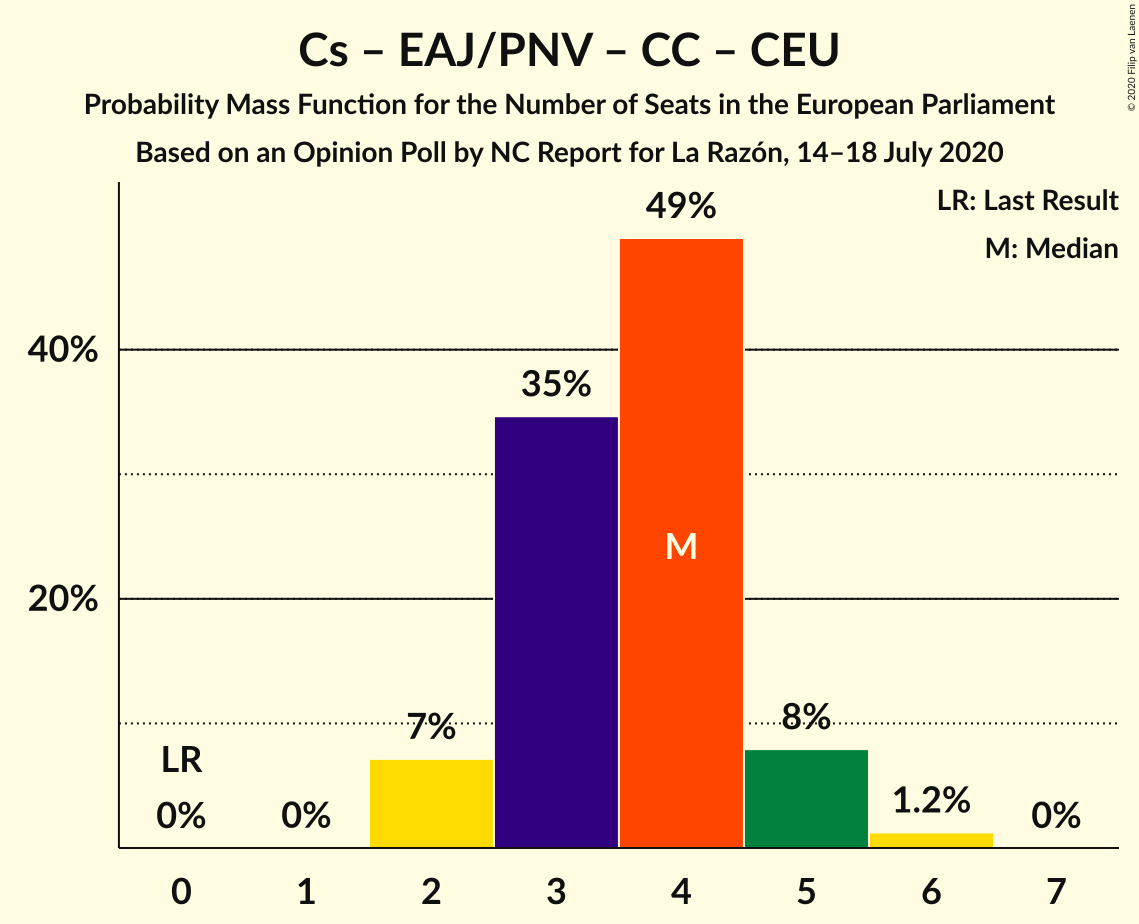 Cs – EAJ/PNV – CC – CEU
Probability Mass Function for the Number of Seats in the European Parliament
Based on an Opinion Poll by NC Report for La Razón, 14–18 July 2020
© 2020 Filip van Laenen
LR: Last Result
M: Median
49%
40%
35%
M
20%
7%
8%
LR
0%
0%
1.2%
0%
0 1 2 3 4 5 6 7